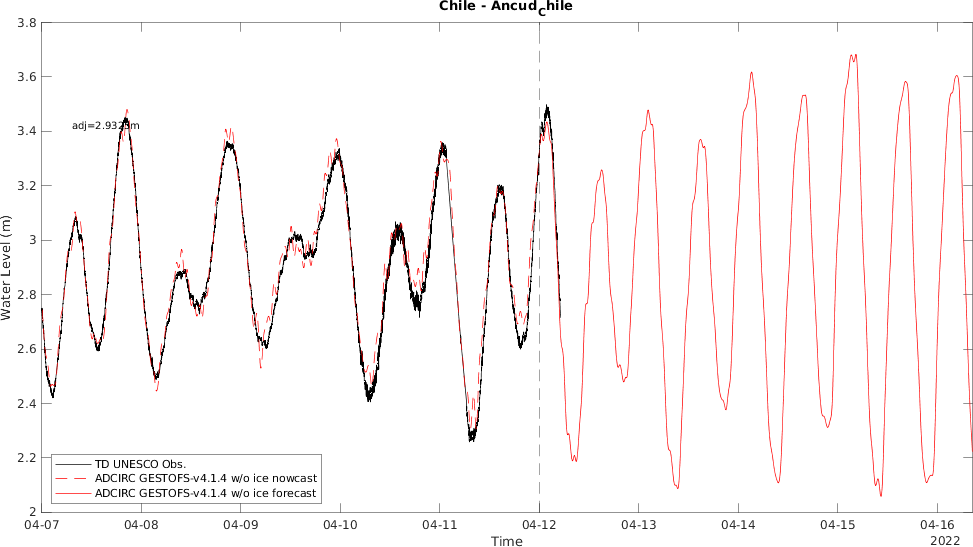 Chile - Ancud_Chile
3.8
3.6
3.4
3.2
3
2.8
2.6
2.4
2.2
2
Water Level (m)
TD UNESCO Obs.
ADCIRC GESTOFS-v4.1.4 w/o ice nowcast
ADCIRC GESTOFS-v4.1.4 w/o ice forecast
04-07 04-08 04-09 04-10 04-11 04-12 04-13 04-14 04-15 04-16
Time
2022